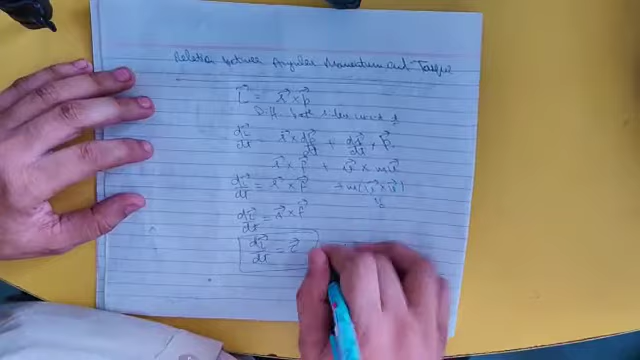 Relation between Angular Momentum and Torque
L⃗ = r⃗ × p⃗
Diff. both sides w.r.t t
dL⃗/dt = r⃗ × dp⃗/dt + dr⃗/dt × p⃗
r⃗ × f⃗ + v⃗ × mv⃗
dL⃗/dt = r⃗ × f⃗ + m(v⃗ × v⃗)
dL⃗/dt = r⃗ × f⃗
dL⃗/dt = τ⃗